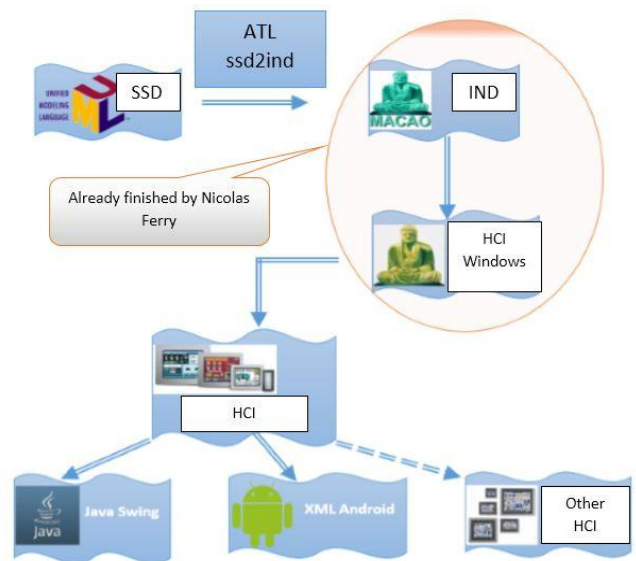 ATL
ssd2ind
UNIFIED
MODELING
LANGUAGE
UML
SSD
MACAO
IND
Already finished by Nicolas
Ferry
HCI
Windows
HCI
Java
Java Swing
XML Android
Other
HCI